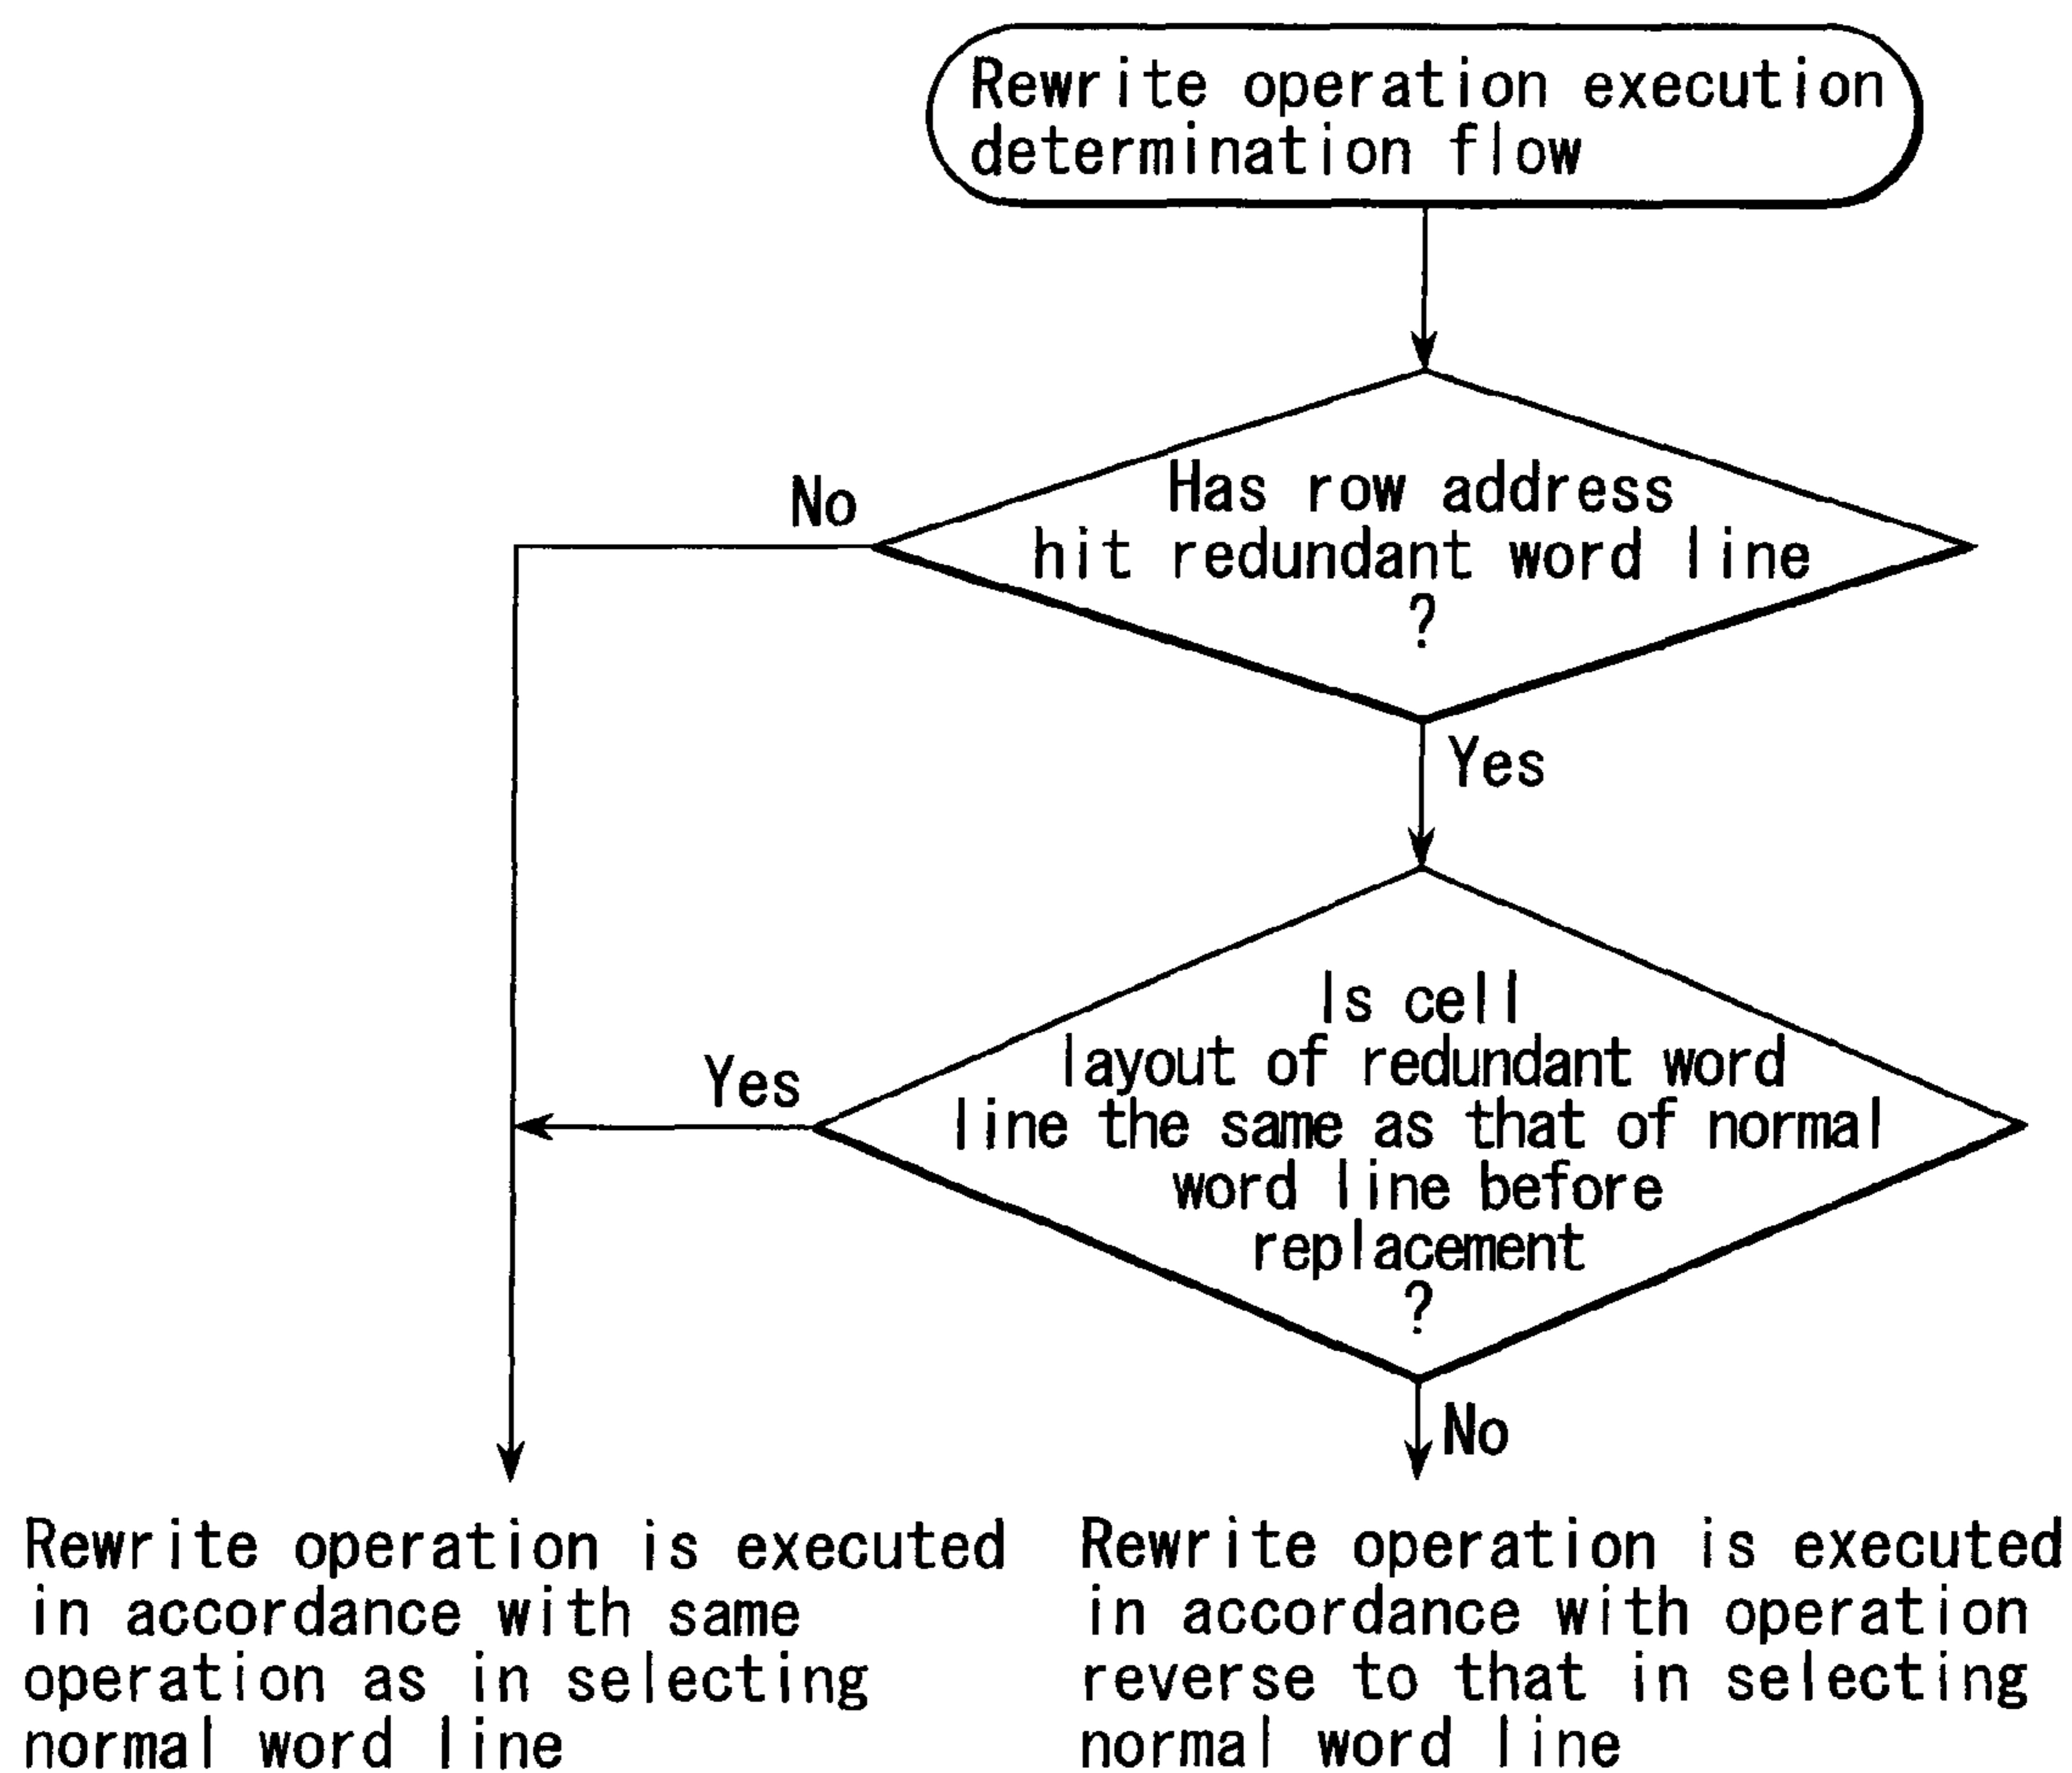 Rewrite operation execution
determination flow
No
Has row address
hit redundant word line
?
Yes
Is cell
layout of redundant word
line the same as that of normal
word line before
replacement
?
Yes
No
Rewrite operation is executed
in accordance with same
operation as in selecting
normal word line
Rewrite operation is executed
in accordance with operation
reverse to that in selecting
normal word line